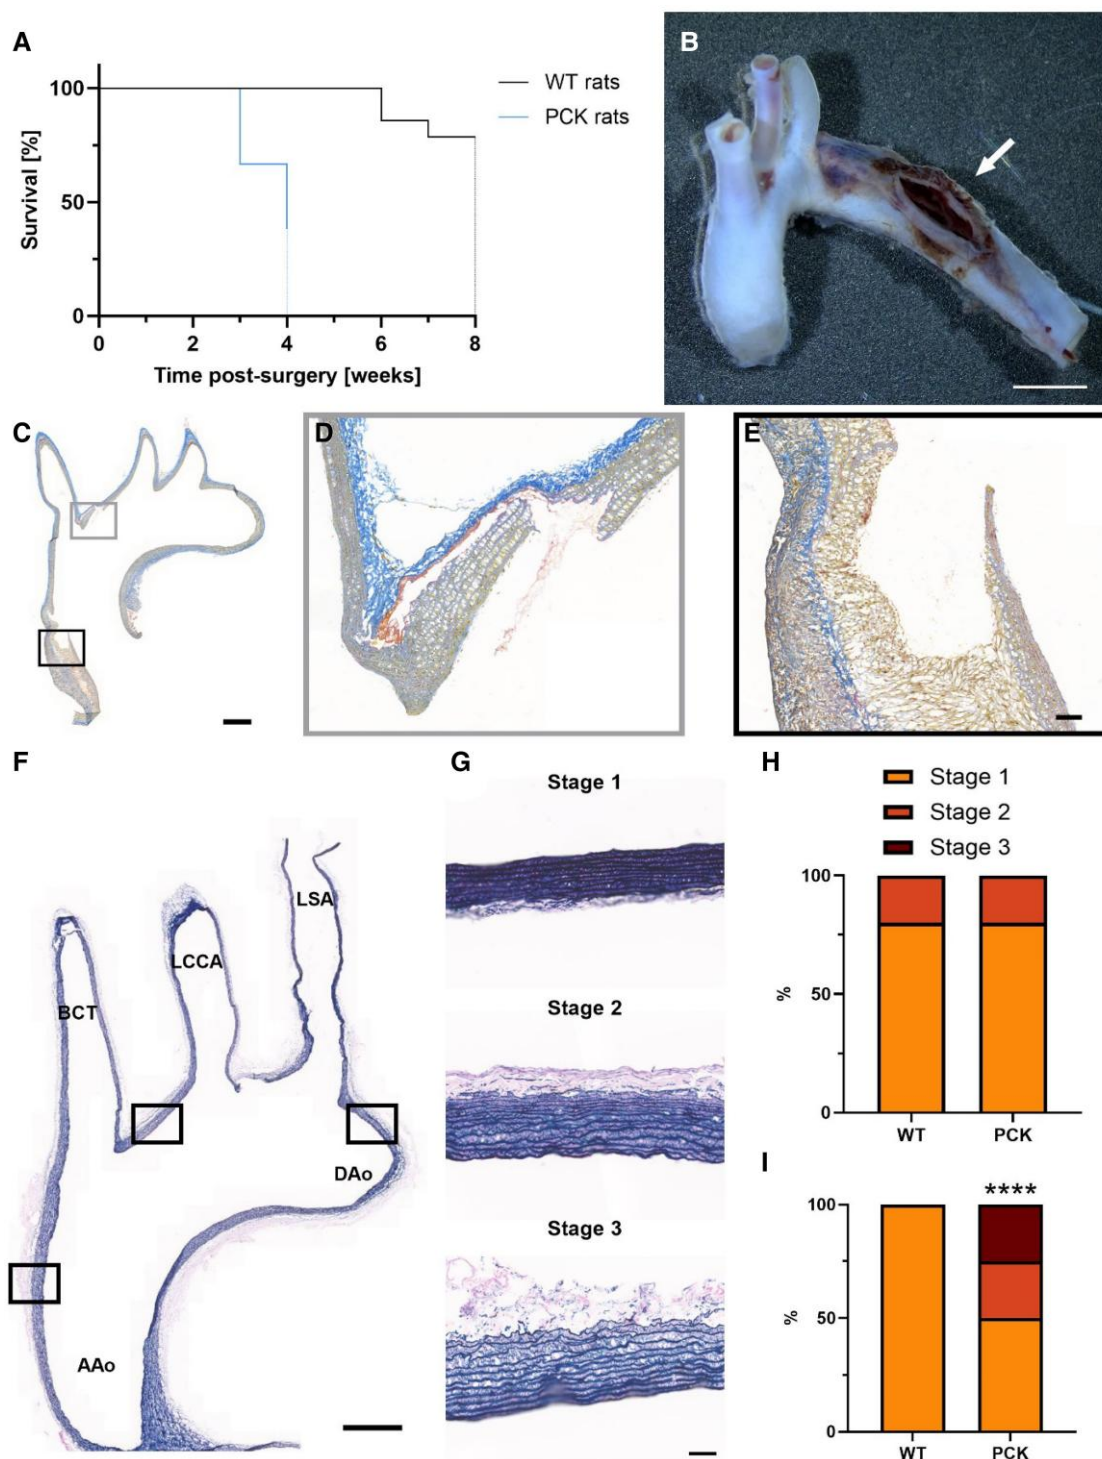 A
100
50
0
Survival [%]
0
2
4
6
8
Time post-surgery [weeks]
WT rats
PCK rats
B
C
D
E
F
BCT
LCCA
LSA
DAo
AAo
G
Stage 1
Stage 2
Stage 3
H
Stage 1
Stage 2
Stage 3
100
50
0
%
WT
PCK
I
****
100
50
0
%
WT
PCK